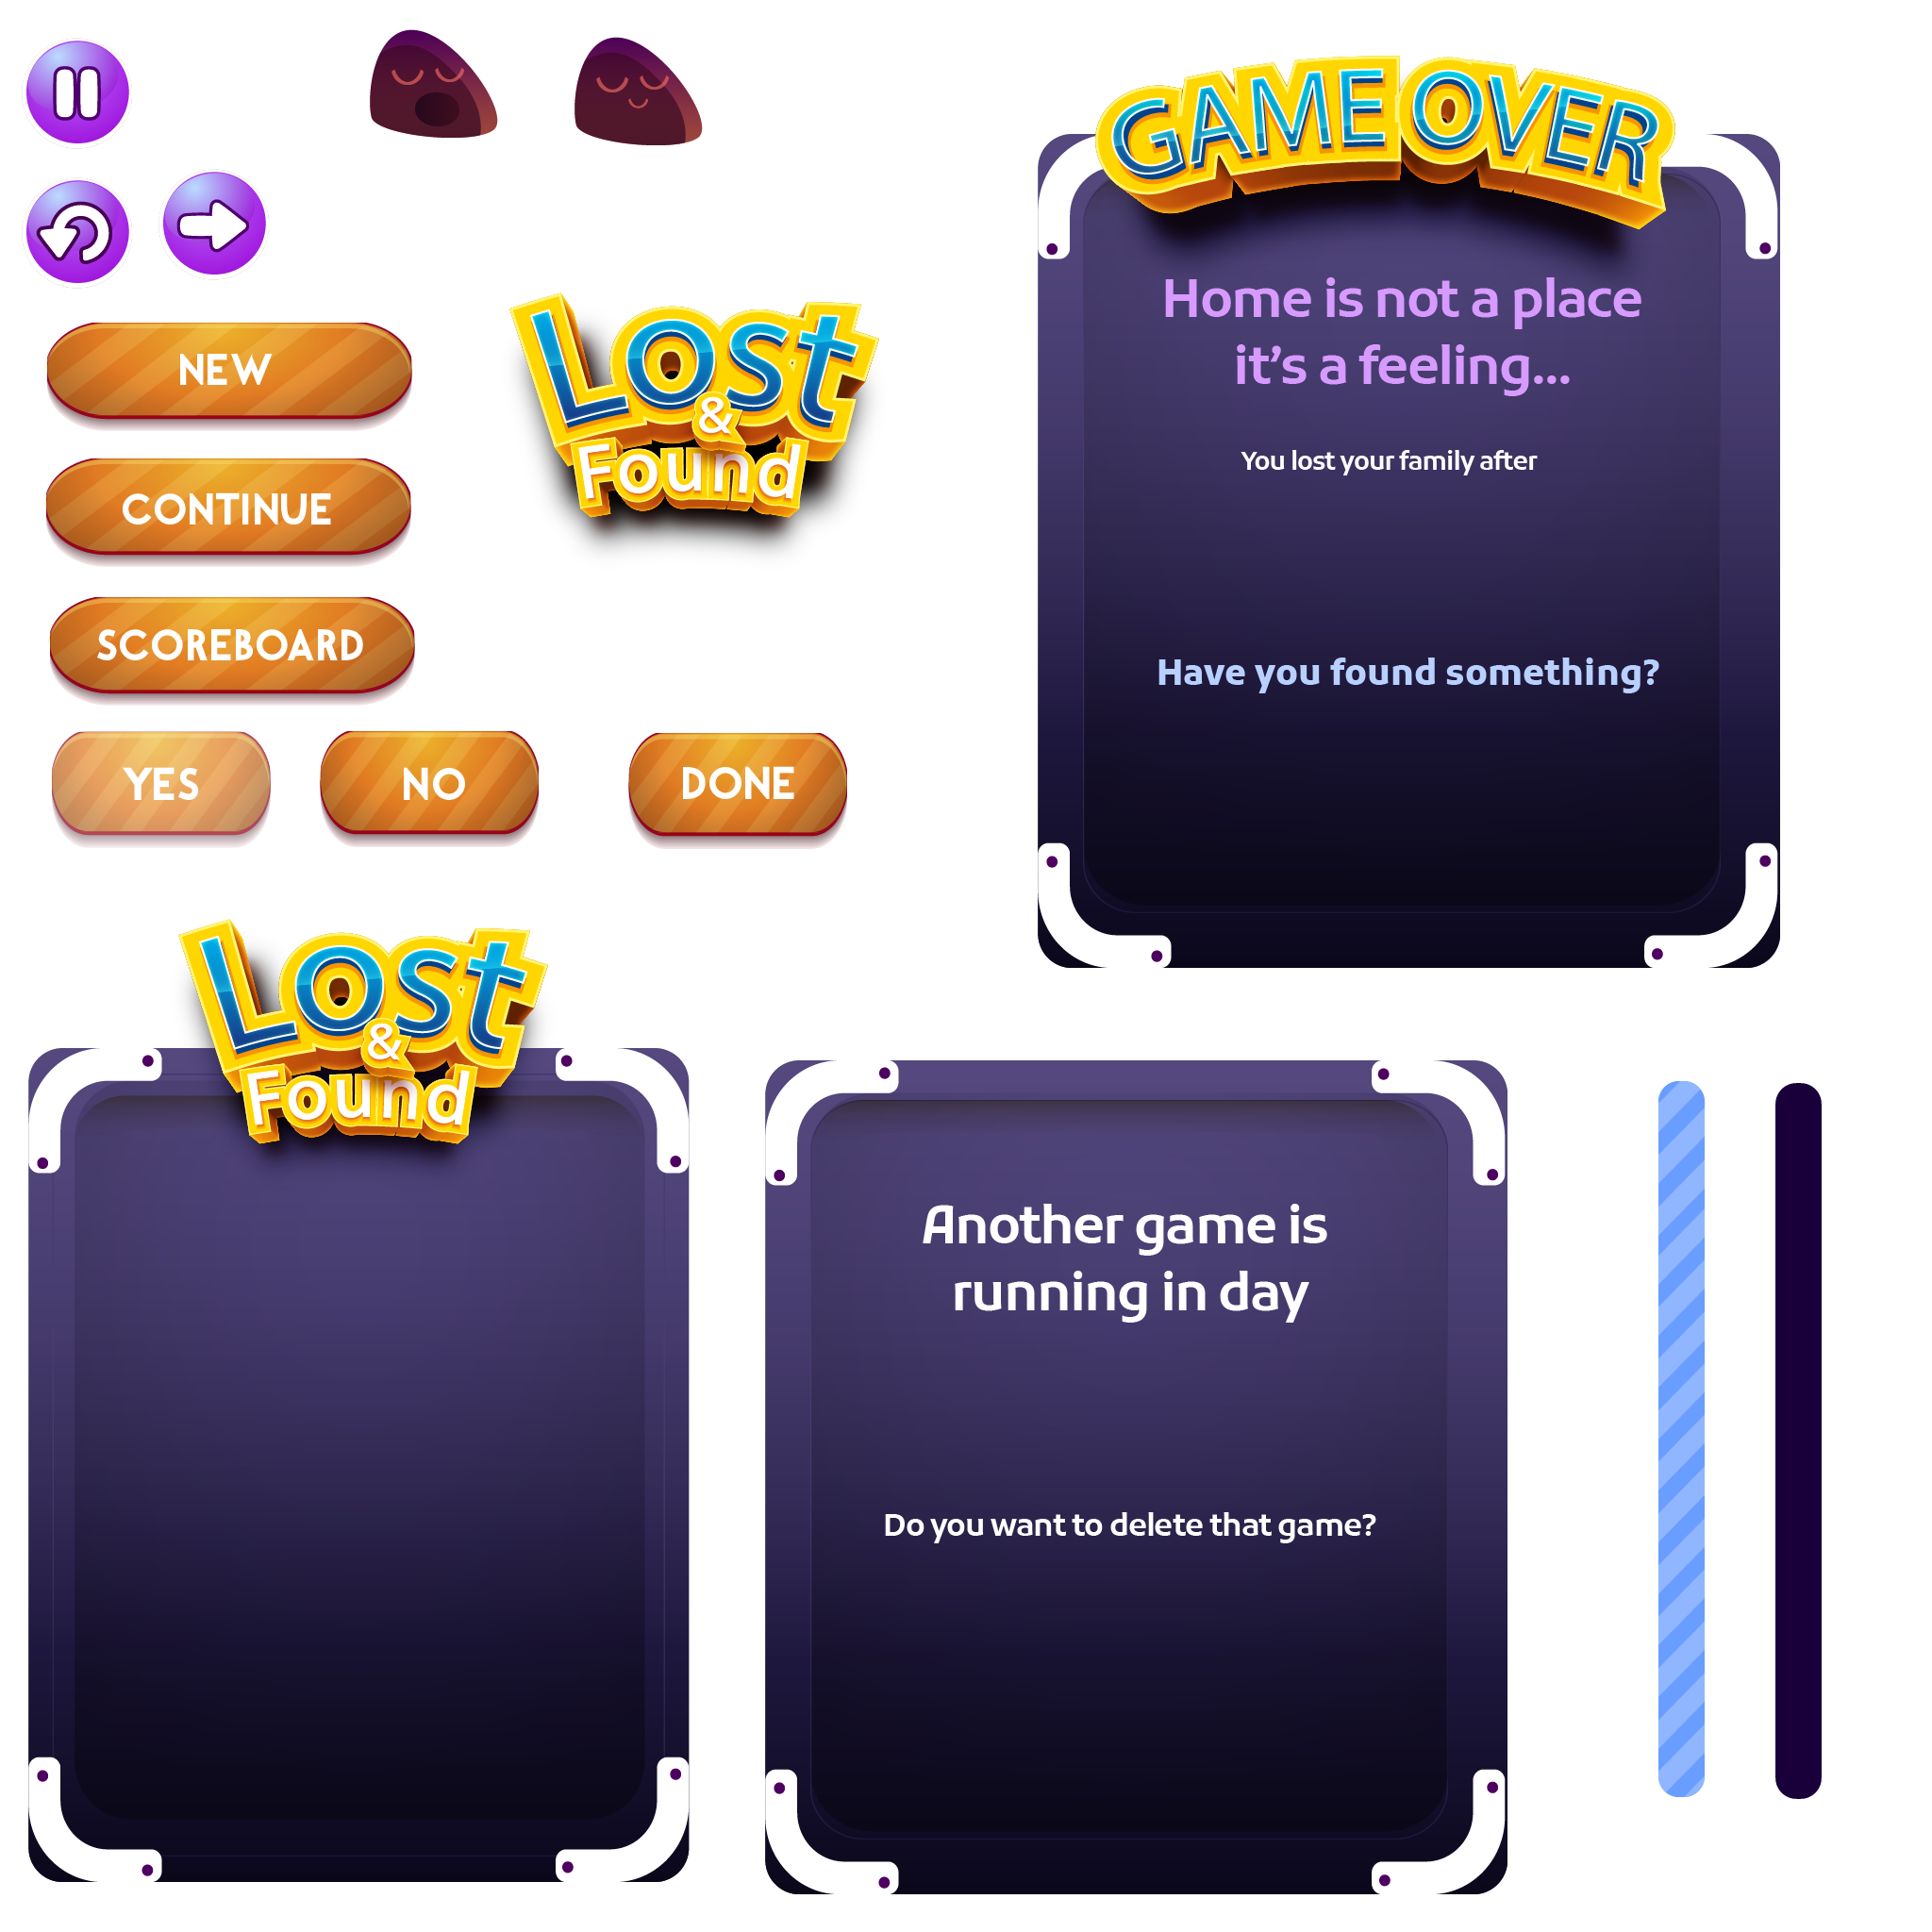 GAME OVER
Home is not a place
it's a feeling...
You lost your family after
Have you found something?
Lost
&
Found
NEW
CONTINUE
SCOREBOARD
YES
NO
DONE
Lost
&
Found
Another game is
running in day
Do you want to delete that game?